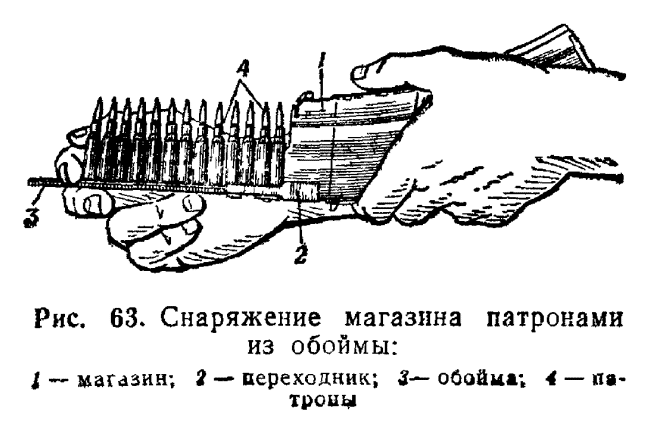 4
1
3
2
Рис. 63. Снаряжение магазина патронами
из обоймы:
1 — магазин; 2 — переходник; 3— обойма; 4 — па-
троны